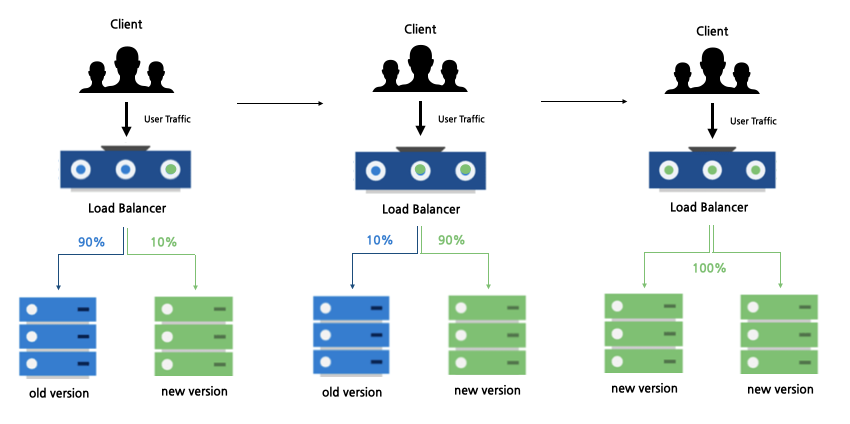 Client
User Traffic
Load Balancer
90%
10%
old version
new version
Client
User Traffic
Load Balancer
10%
90%
old version
new version
Client
User Traffic
Load Balancer
100%
new version
new version